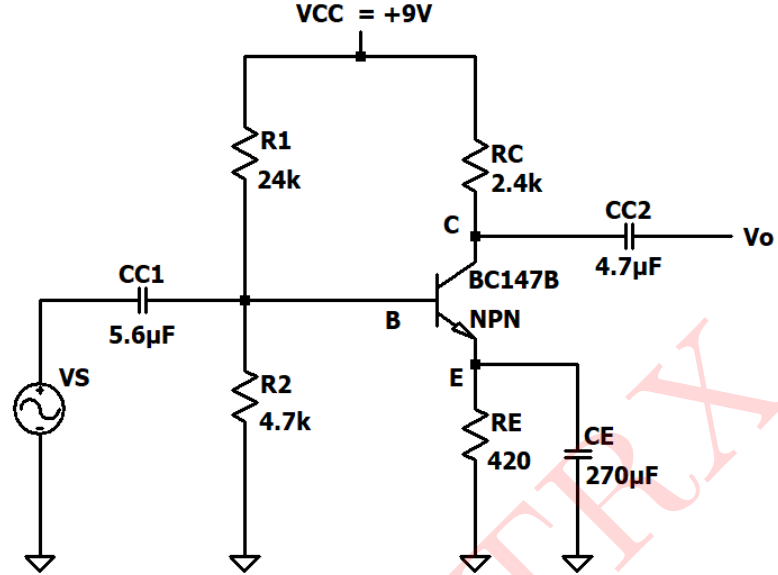 VCC = +9V
R1
24k
RC
2.4k
C
CC2
4.7µF
Vo
CC1
5.6µF
B
BC147B
NPN
VS
E
R2
4.7k
RE
420
CE
270µF
TRX